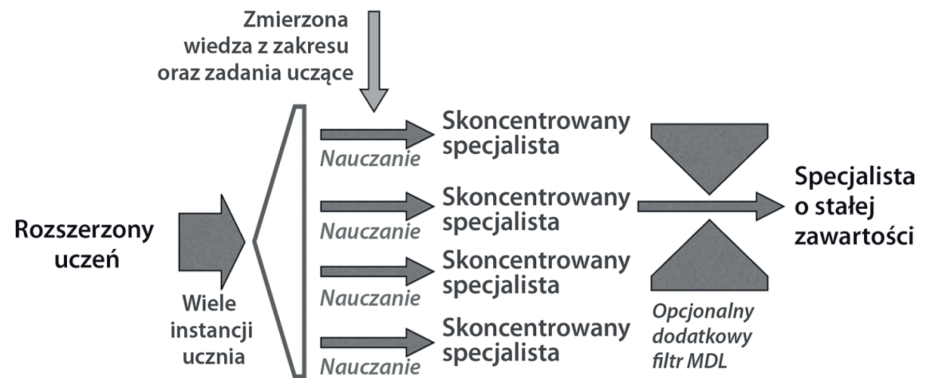 Zmierzona
wiedza z zakresu
oraz zadania uczące
Skoncentrowany
specjalista
Nauczanie
Skoncentrowany
specjalista
Nauczanie
Skoncentrowany
specjalista
Nauczanie
Skoncentrowany
specjalista
Nauczanie
Rozszerzony
uczeń
Wiele
instancji
ucznia
Specjalista
o stałej
zawartości
Opcjonalny
dodatkowy
filtr MDL